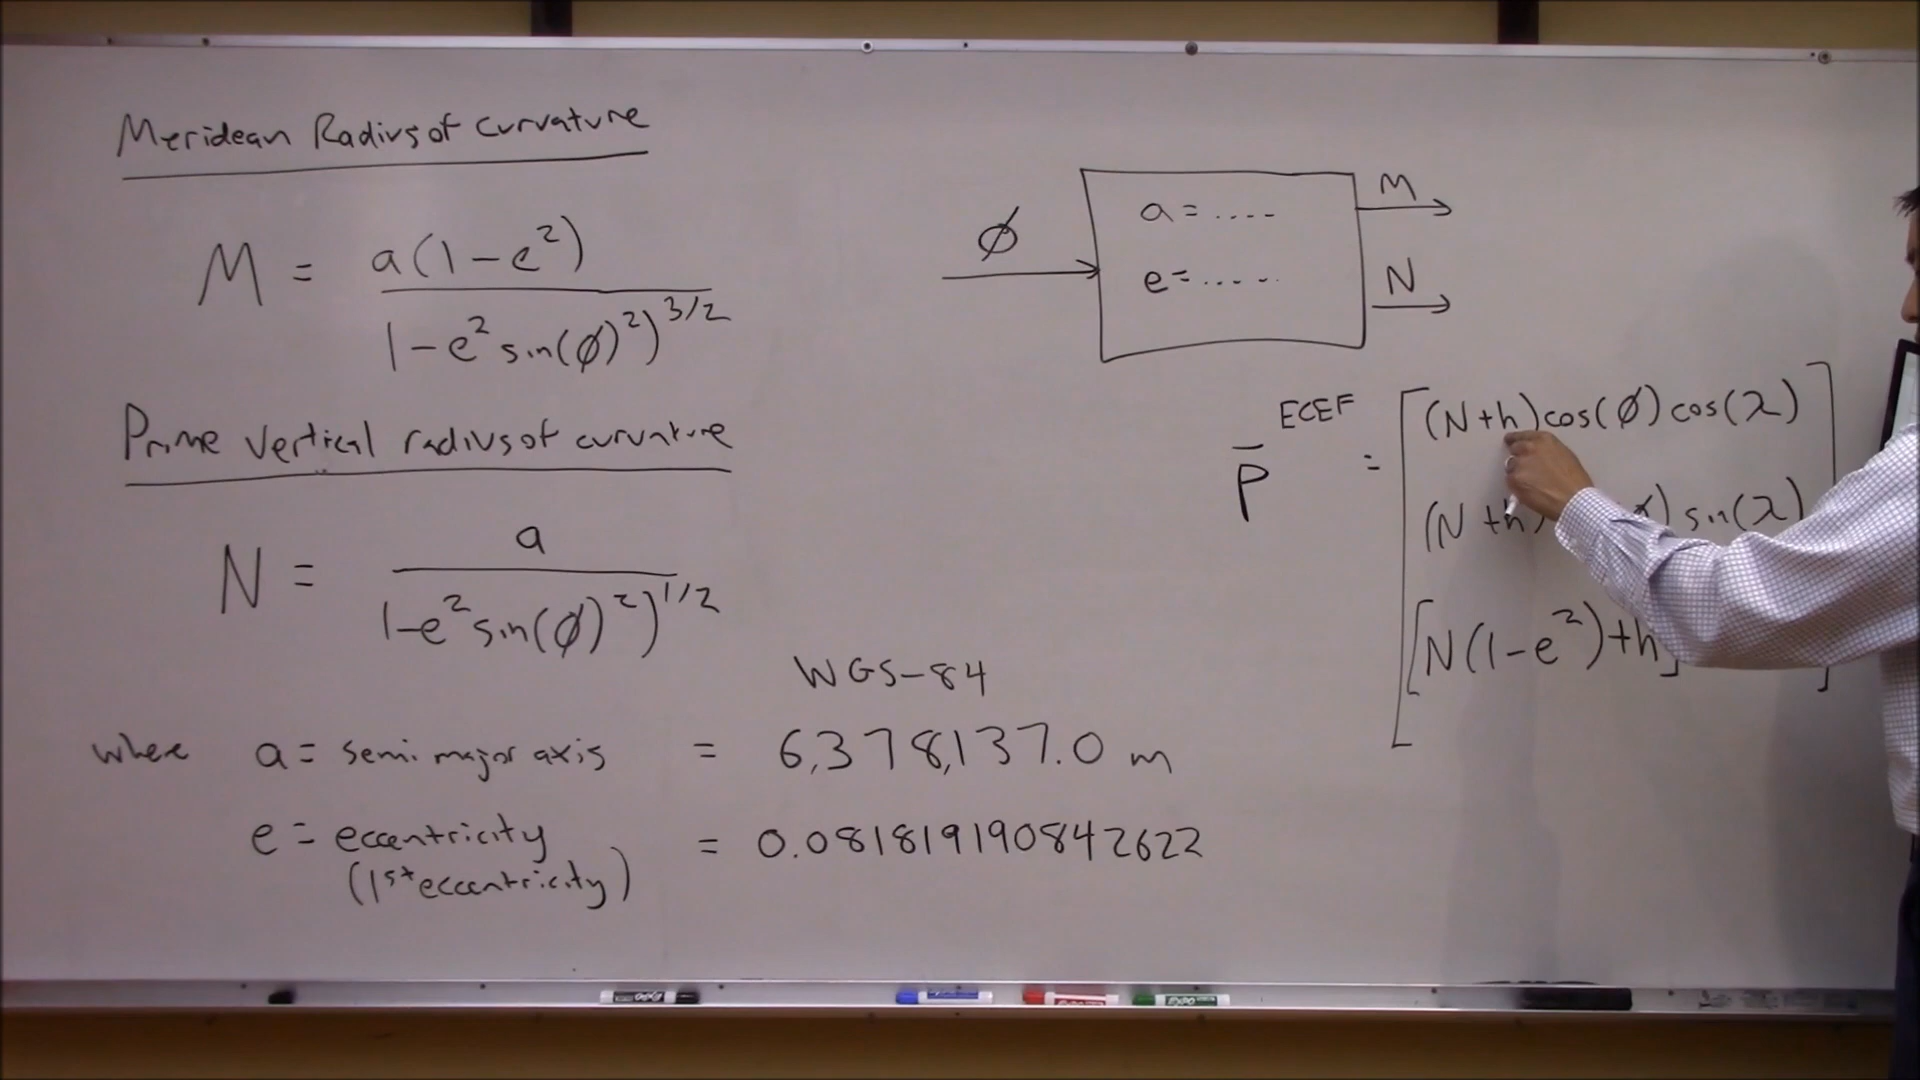 Meridean Radius of Curvature
M = a(1-e²)
1-e² sin(φ)²)^3/2
Prime Vertical radius of curvature
N = a
1-e² sin(φ)²)^1/2
WGS-84
where a = semi major axis = 6,378,137.0 m
e = eccentricity = 0.081819190842622
(1st eccentricity)
φ
a = ....
e = .....
M
N
P̄ ECEF =
(N+h)cos(φ)cos(λ)
(N+h) φ) sin(λ)
[N(1-e²)+h]
EXPO